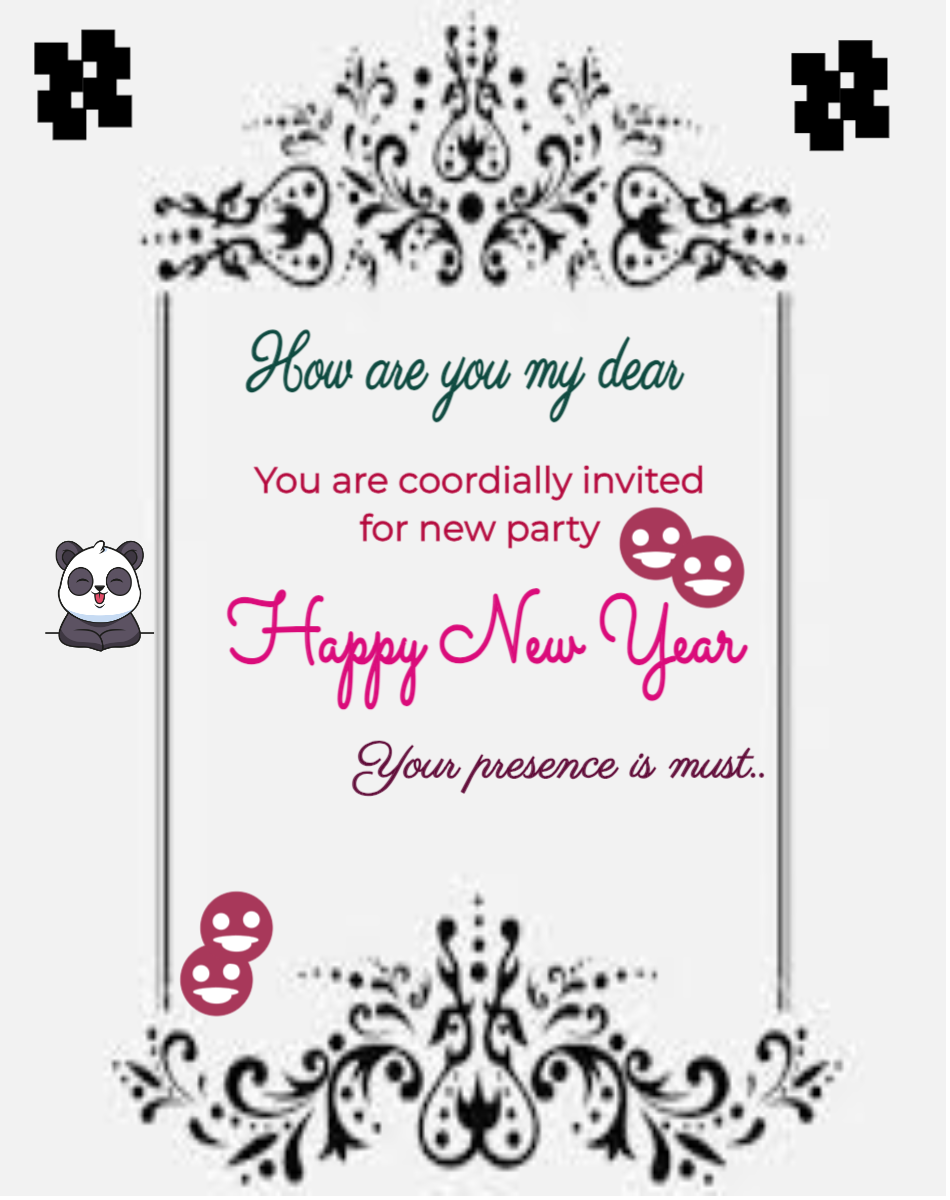 How are you my dear
You are coordially invited
for new party
Happy New Year
Your presence is must..